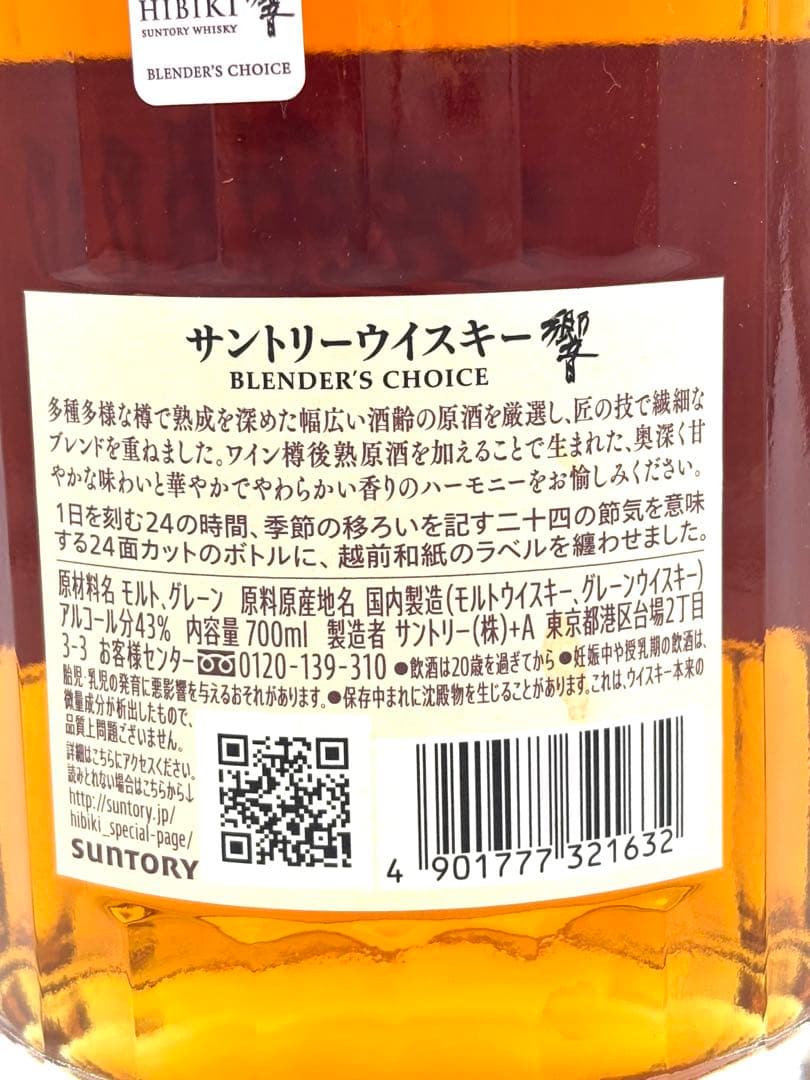 HIBIKI 響
SUNTORY WHISKY
BLENDER'S CHOICE
サントリーウイスキー響
BLENDER'S CHOICE
多種多様な樽で熟成を深めた幅広い酒齢の原酒を厳選し、匠の技で繊細な
ブレンドを重ねました。ワイン樽後熟原酒を加えることで生まれた、奥深く甘
やかな味わいと華やかでやわらかい香りのハーモニーをお愉しみください。
1日を刻む24の時間、季節の移ろいを記す二十四の節気を意味
する24面カットのボトルに、越前和紙のラベルを纏わせました。
原材料名 モルト、グレーン 原料原産地名 国内製造(モルトウイスキー、グレーンウイスキー)
アルコール分43% 内容量 700ml 製造者 サントリー(株)+A 東京都港区台場2丁目
3-3 お客様センター 0120-139-310 ●飲酒は20歳を過ぎてから ●妊娠中や授乳期の飲酒は、
胎児・乳児の発育に悪影響を与えるおそれがあります。●保存中まれに沈殿物を生じることがあります。これは、ウイスキー本来の
微量成分が析出したもので、
品質上問題ございません。
詳細はこちらにアクセスください。
読みとれない場合はこちらから↓
http://suntory.jp/
hibiki_special-page/
SUNTORY
4 901777 321632